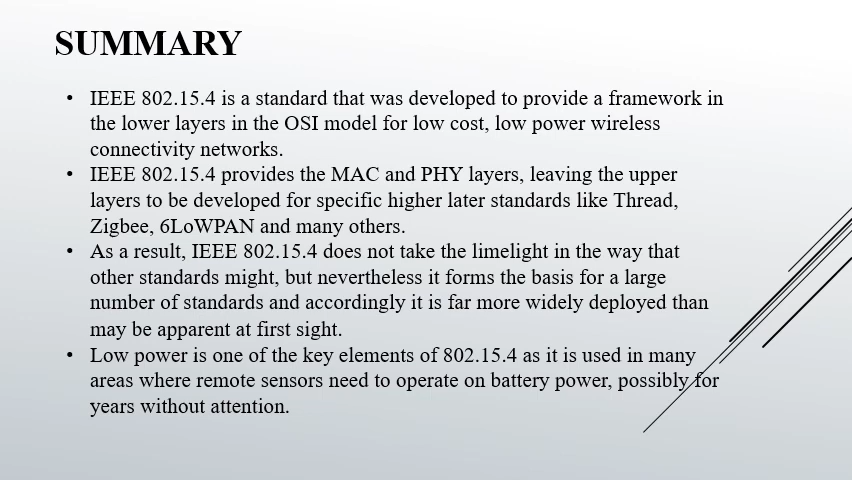 SUMMARY
• IEEE 802.15.4 is a standard that was developed to provide a framework in
the lower layers in the OSI model for low cost, low power wireless
connectivity networks.
• IEEE 802.15.4 provides the MAC and PHY layers, leaving the upper
layers to be developed for specific higher later standards like Thread,
Zigbee, 6LoWPAN and many others.
• As a result, IEEE 802.15.4 does not take the limelight in the way that
other standards might, but nevertheless it forms the basis for a large
number of standards and accordingly it is far more widely deployed than
may be apparent at first sight.
• Low power is one of the key elements of 802.15.4 as it is used in many
areas where remote sensors need to operate on battery power, possibly for
years without attention.